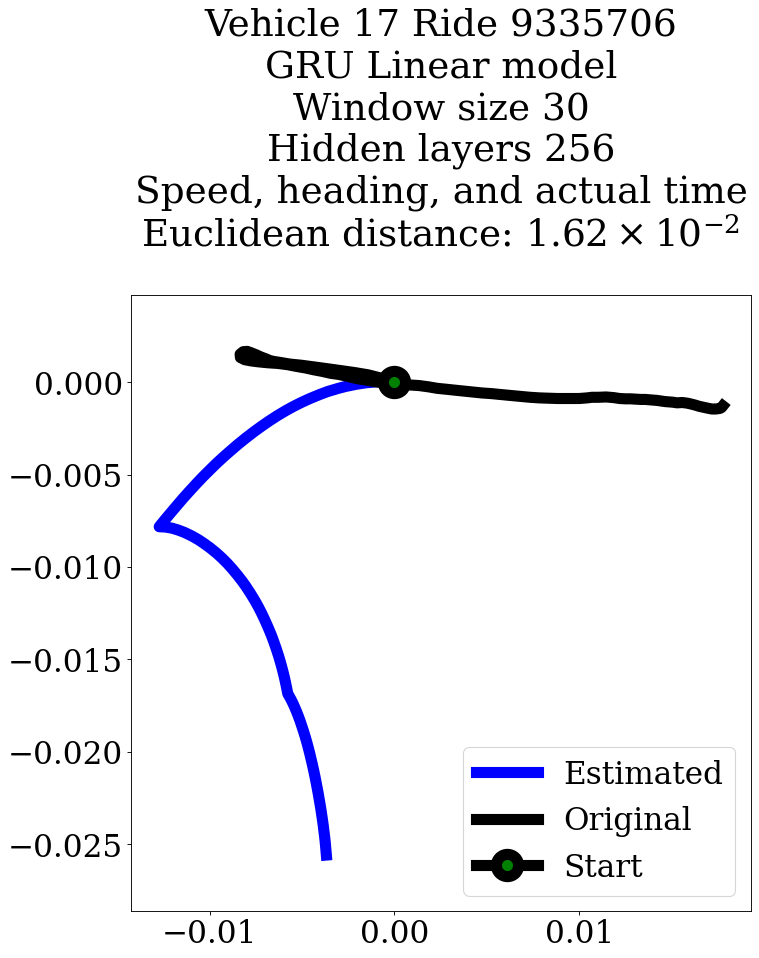 Vehicle 17 Ride 9335706
GRU Linear model
Window size 30
Hidden layers 256
Speed, heading, and actual time
Euclidean distance: 1.62 × 10⁻²
0.000
−0.005
−0.010
−0.015
−0.020
−0.025
Estimated
Original
Start
−0.01
0.00
0.01